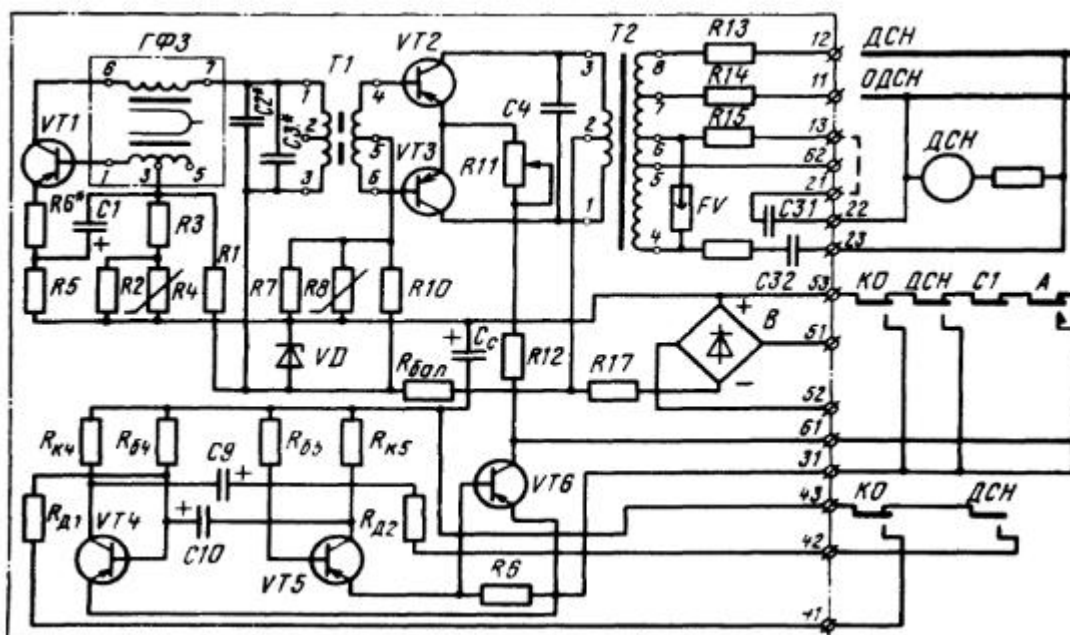 ГФЗ
6
7
VT1
1
3
5
R6*
C1
+
R3
R1
R5
R2
R4
C2*
C3*
T1
1
2
3
4
5
6
VT2
VT3
R7
R8
R10
VD
R11
C4
T2
3
2
1
8
7
6
5
4
R13
R14
R15
FV
C31
C32
12
11
13
62
21
22
23
53
51
52
61
31
43
42
41
ДСН
ОДСН
ДСН
КО
ДСН
С1
А
+
B
−
Cc
+
R12
Rбал
R17
Rк4
Rб4
C9
+
Rб5
Rк5
Rд1
VT4
+
C10
VT5
Rд2
VT6
R6
КО
ДСН